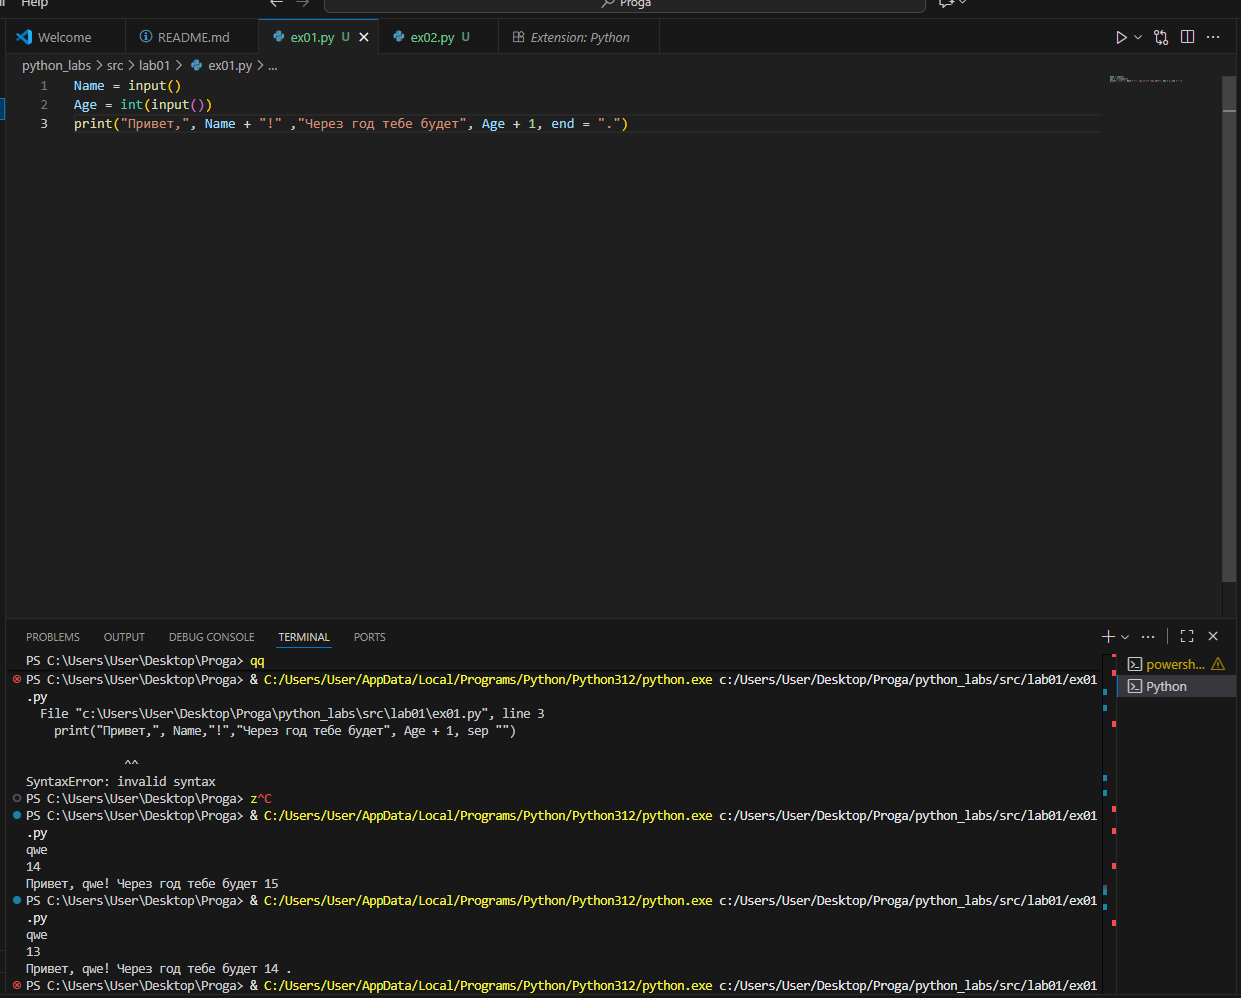 Help
Proga
Welcome
README.md
ex01.py U
ex02.py U
Extension: Python
python_labs > src > lab01 > ex01.py > ...
1 Name = input()
2 Age = int(input())
3 print("Привет,", Name + "!" ,"Через год тебе будет", Age + 1, end = ".")
PROBLEMS OUTPUT DEBUG CONSOLE TERMINAL PORTS
PS C:\Users\User\Desktop\Proga> qq
PS C:\Users\User\Desktop\Proga> & C:/Users/User/AppData/Local/Programs/Python/Python312/python.exe c:/Users/User/Desktop/Proga/python_labs/src/lab01/ex01
.py
File "c:\Users\User\Desktop\Proga\python_labs\src\lab01\ex01.py", line 3
print("Привет,", Name,"!","Через год тебе будет", Age + 1, sep "")
^^
SyntaxError: invalid syntax
PS C:\Users\User\Desktop\Proga> z^C
PS C:\Users\User\Desktop\Proga> & C:/Users/User/AppData/Local/Programs/Python/Python312/python.exe c:/Users/User/Desktop/Proga/python_labs/src/lab01/ex01
.py
qwe
14
Привет, qwe! Через год тебе будет 15
PS C:\Users\User\Desktop\Proga> & C:/Users/User/AppData/Local/Programs/Python/Python312/python.exe c:/Users/User/Desktop/Proga/python_labs/src/lab01/ex01
.py
qwe
13
Привет, qwe! Через год тебе будет 14 .
PS C:\Users\User\Desktop\Proga> & C:/Users/User/AppData/Local/Programs/Python/Python312/python.exe c:/Users/User/Desktop/Proga/python_labs/src/lab01/ex01
powersh...
Python